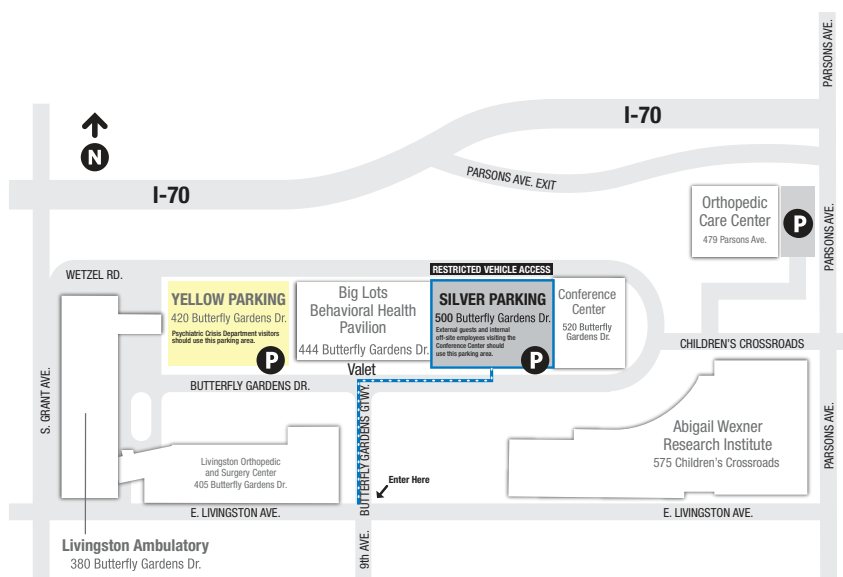 PARSONS AVE.
I-70
I-70
N
PARSONS AVE. EXIT
Orthopedic
Care Center
479 Parsons Ave.
P
PARSONS AVE.
WETZEL RD.
RESTRICTED VEHICLE ACCESS
YELLOW PARKING
420 Butterfly Gardens Dr.
Psychiatric Crisis Department visitors
should use this parking area.
P
Big Lots
Behavioral Health
Pavilion
444 Butterfly Gardens Dr.
Valet
SILVER PARKING
500 Butterfly Gardens Dr.
External guests and internal
off-site employees visiting the
Conference Center should
use this parking area.
P
Conference
Center
520 Butterfly
Gardens Dr.
CHILDREN'S CROSSROADS
BUTTERFLY GARDENS DR.
S. GRANT AVE.
BUTTERFLY GARDENS GTWY.
PARSONS AVE.
Abigail Wexner
Research Institute
575 Children's Crossroads
Livingston Orthopedic
and Surgery Center
405 Butterfly Gardens Dr.
Enter Here
E. LIVINGSTON AVE.
E. LIVINGSTON AVE.
9th AVE.
Livingston Ambulatory
380 Butterfly Gardens Dr.